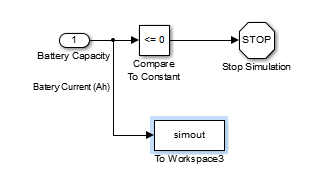 1
<= 0
STOP
Battery Capacity
Compare
To Constant
Stop Simulation
Batery Current (Ah)
simout
To Workspace3